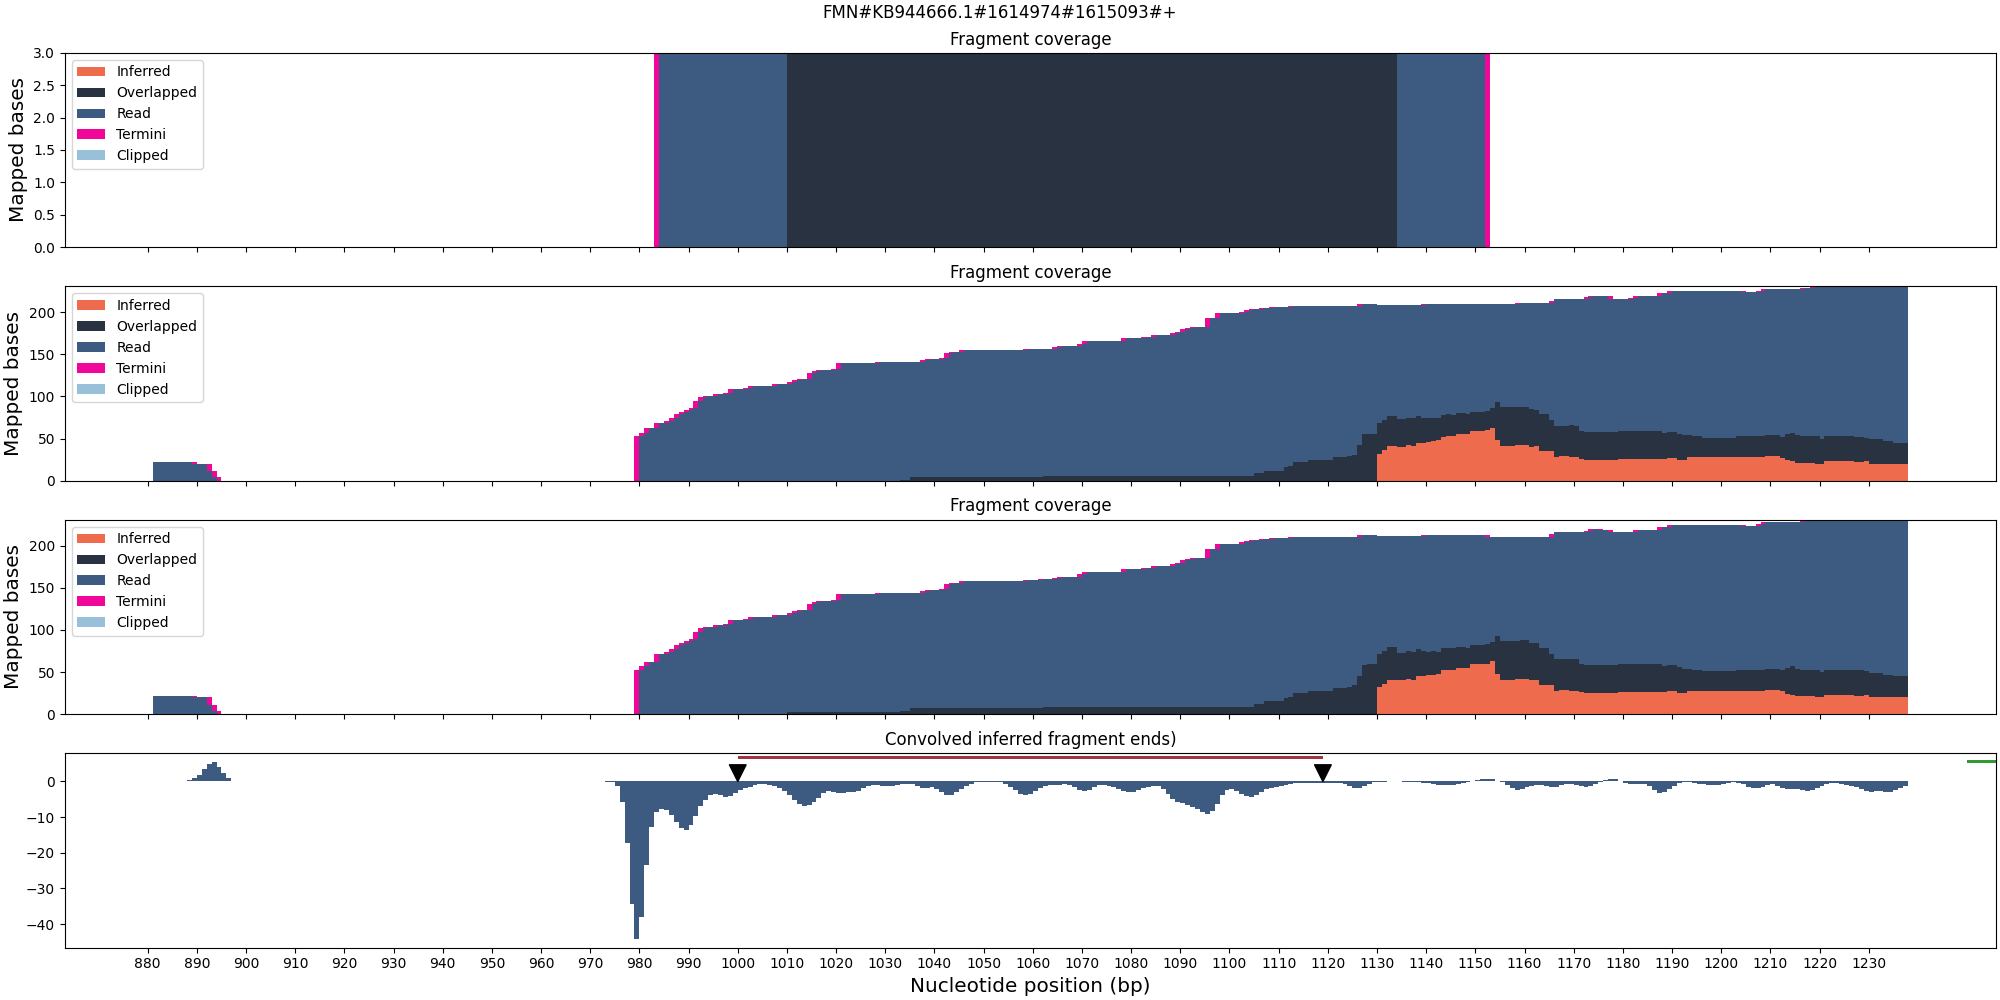 FMN#KB944666.1#1614974#1615093#+
Fragment coverage
Mapped bases
3.0
2.5
2.0
1.5
1.0
0.5
0.0
Inferred
Overlapped
Read
Termini
Clipped
Fragment coverage
Mapped bases
200
150
100
50
0
Inferred
Overlapped
Read
Termini
Clipped
Fragment coverage
Mapped bases
200
150
100
50
0
Inferred
Overlapped
Read
Termini
Clipped
Convolved inferred fragment ends)
0
−10
−20
−30
−40
880 890 900 910 920 930 940 950 960 970 980 990 1000 1010 1020 1030 1040 1050 1060 1070 1080 1090 1100 1110 1120 1130 1140 1150 1160 1170 1180 1190 1200 1210 1220 1230
Nucleotide position (bp)